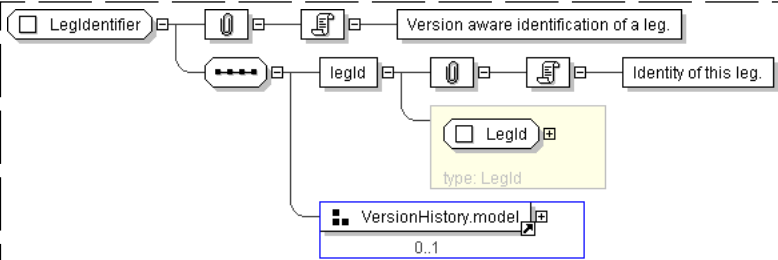 LegIdentifier
Version aware identification of a leg.
legId
Identity of this leg.
LegId
type: LegId
VersionHistory.model
0..1